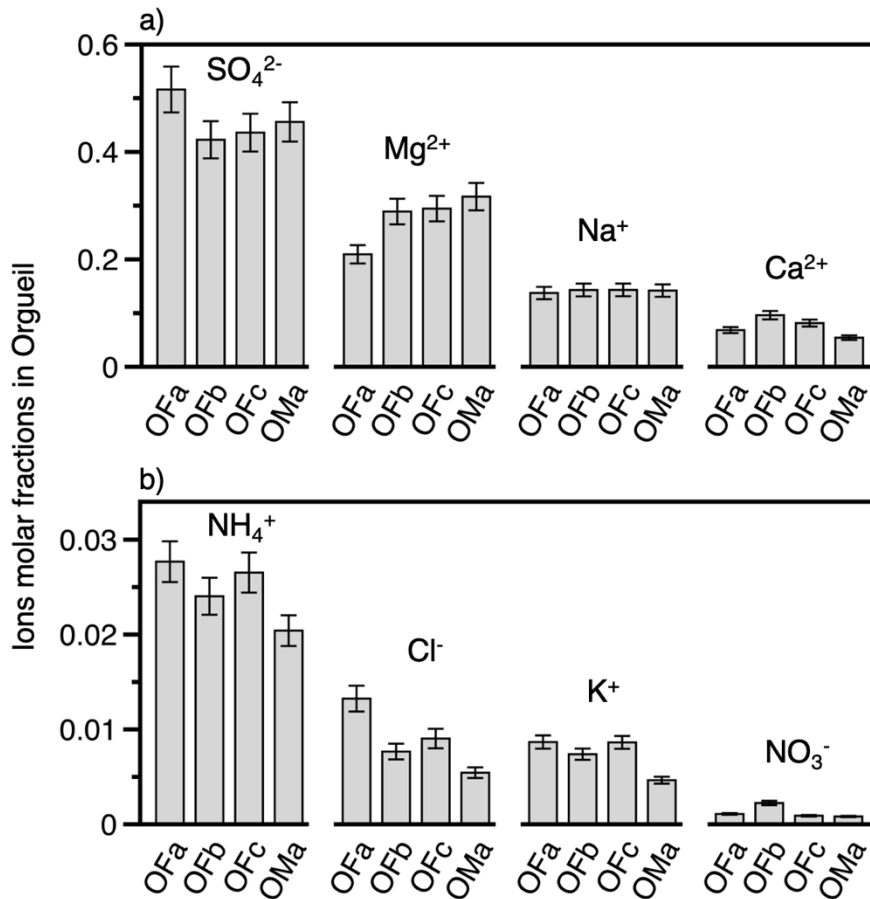 Ions molar fractions in Orgueil
a)
0.6
0.4
0.2
0
SO₄²⁻
Mg²⁺
Na⁺
Ca²⁺
OFa OFb OFc OMa OFa OFb OFc OMa OFa OFb OFc OMa OFa OFb OFc OMa
b)
0.03
0.02
0.01
0
NH₄⁺
Cl⁻
K⁺
NO₃⁻
OFa OFb OFc OMa OFa OFb OFc OMa OFa OFb OFc OMa OFa OFb OFc OMa